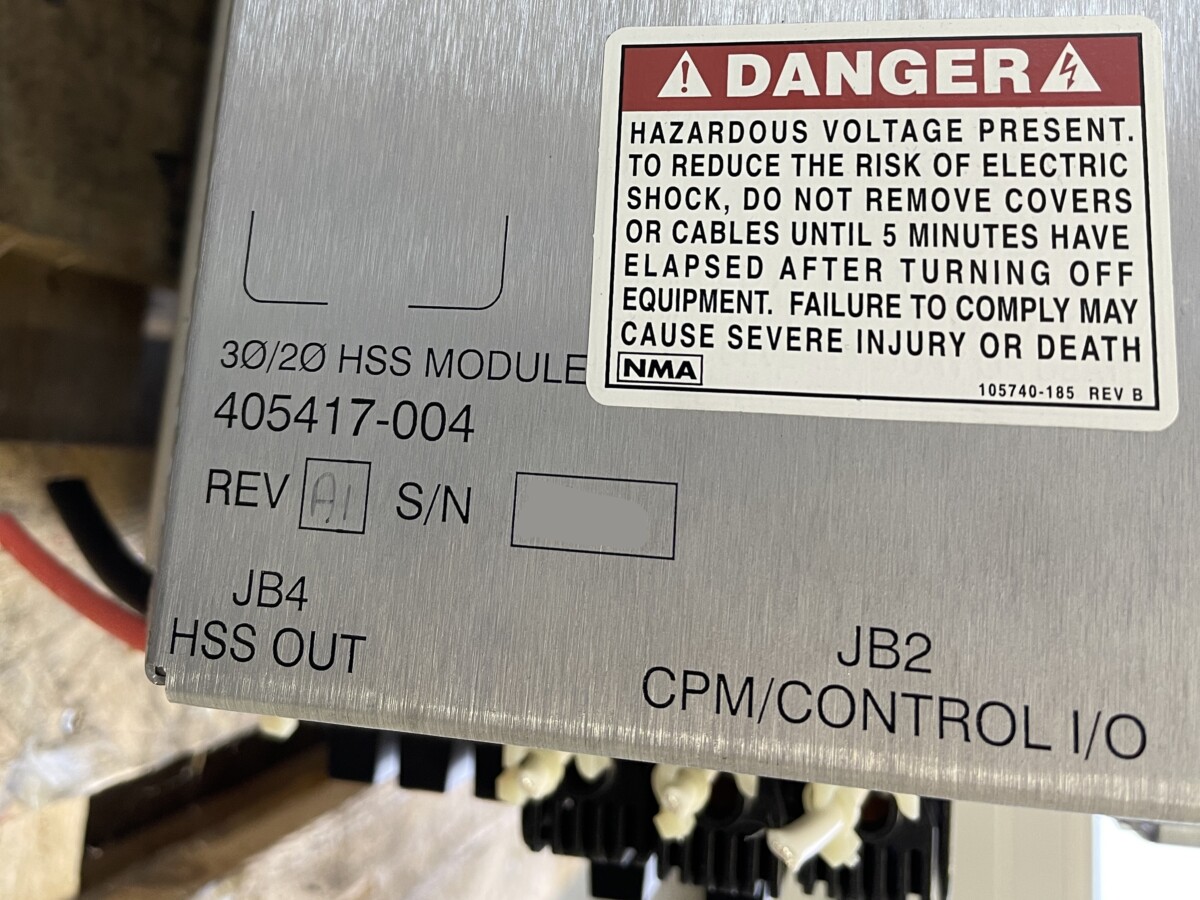 DANGER
HAZARDOUS VOLTAGE PRESENT.
TO REDUCE THE RISK OF ELECTRIC
SHOCK, DO NOT REMOVE COVERS
OR CABLES UNTIL 5 MINUTES HAVE
ELAPSED AFTER TURNING OFF
EQUIPMENT. FAILURE TO COMPLY MAY
CAUSE SEVERE INJURY OR DEATH
NMA
105740-185 REV B
3Ø/2Ø HSS MODULE
405417-004
REV A1 S/N
JB4
HSS OUT
JB2
CPM/CONTROL I/O